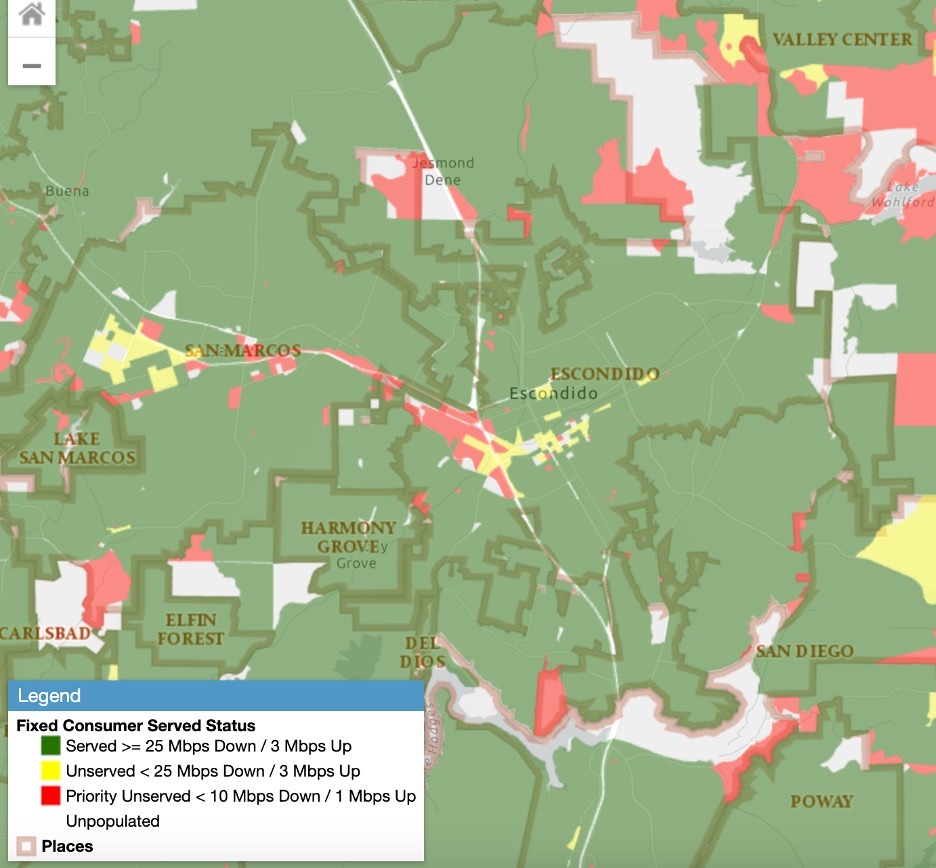 VALLEY CENTER
Jesmond
Dene
Buena
Lake
Wohlford
SAN MARCOS
ESCONDIDO
Escondido
LAKE
SAN MARCOS
HARMONY
GROVE
Grove
CARLSBAD
ELFIN
FOREST
DEL
DIOS
SAN DIEGO
Hodges
POWAY
Legend
Fixed Consumer Served Status
Served >= 25 Mbps Down / 3 Mbps Up
Unserved < 25 Mbps Down / 3 Mbps Up
Priority Unserved < 10 Mbps Down / 1 Mbps Up
Unpopulated
Places